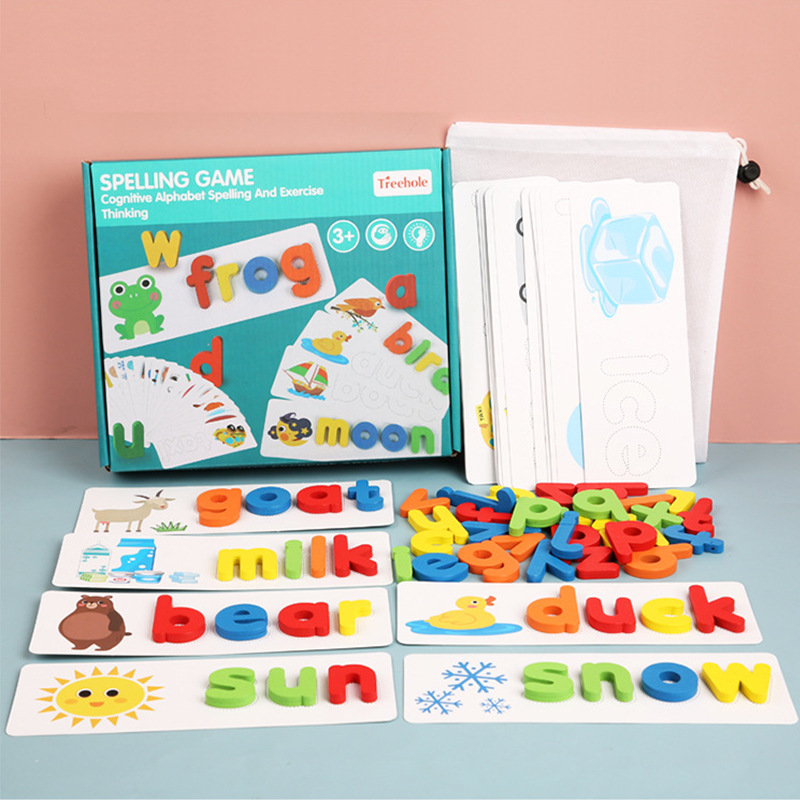 SPELLING GAME
Cognitive Alphabet Spelling And Exercise
Thinking
Treehole
3+
w
frog
a
bird
d
duck
boat
u
moon
ice
goat
milk
bear
duck
sun
snow